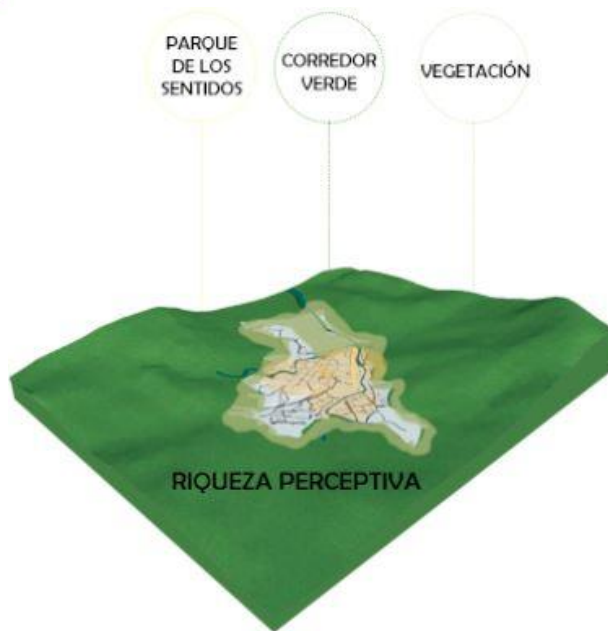 PARQUE
DE LOS
SENTIDOS
CORREDOR
VERDE
VEGETACIÓN
RIQUEZA PERCEPTIVA